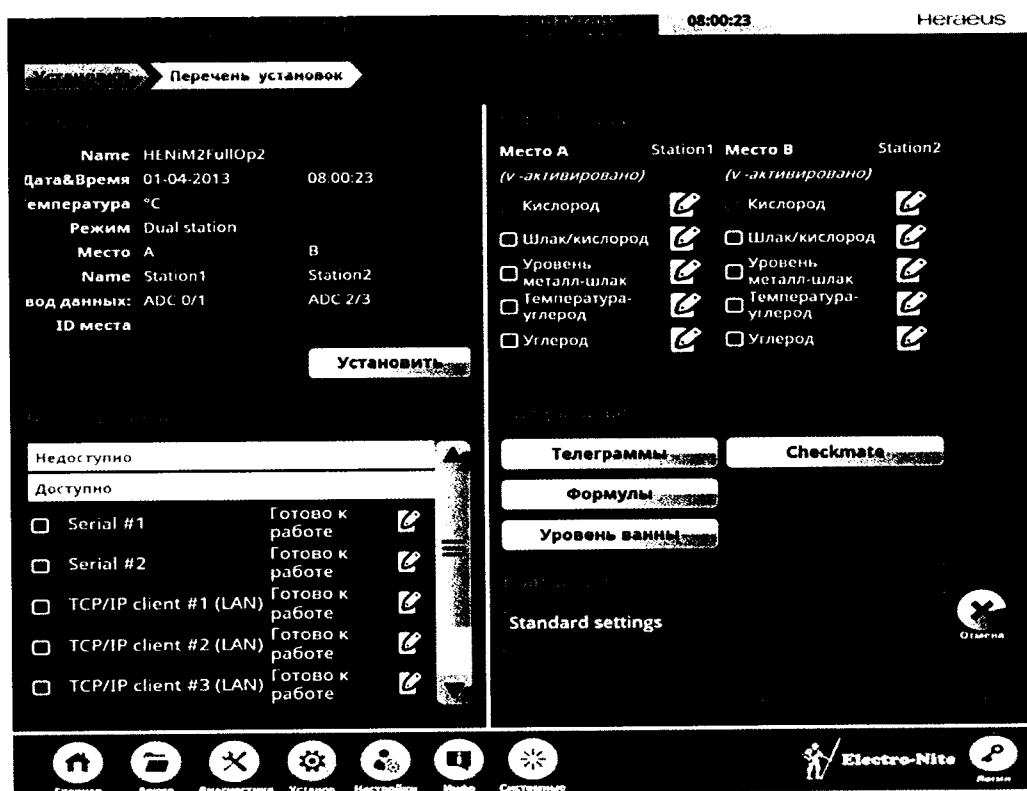 08:00:23
Heraeus
Перечень установок
Name HENiM2FullOp2
Дата&Время 01-04-2013 08:00:23
емпература °C
Режим Dual station
Место A B
Name Station1 Station2
вод данных: ADC 0/1 ADC 2/3
ID места
Установить
Недоступно
Доступно
Serial #1 Готово к работе
Serial #2 Готово к работе
TCP/IP client #1 (LAN) Готово к работе
TCP/IP client #2 (LAN) Готово к работе
TCP/IP client #3 (LAN) Готово к работе
Место A Station1 Место B Station2
(v -активировано) (v -активировано)
Кислород Кислород
Шлак/кислород Шлак/кислород
Уровень металл-шлак Уровень металл-шлак
Температура-углерод Температура-углерод
Углерод Углерод
Телеграммы Checkmate
Формулы
Уровень ванны
Standard settings
Отмена
Диагностика Настройки Инфо Системные
Electro-Nite
Логин